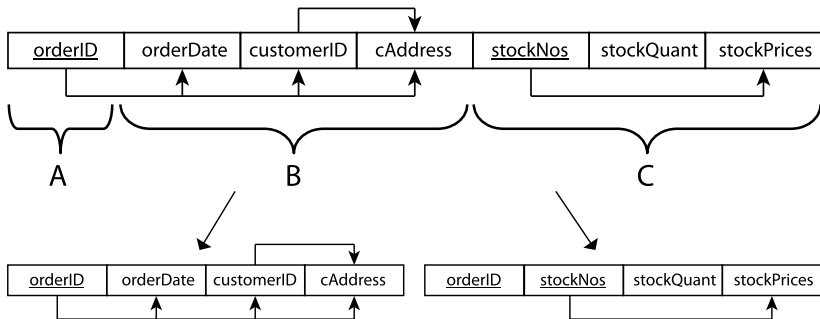 orderID orderDate customerID cAddress stockNos stockQuant stockPrices
A B C
orderID orderDate customerID cAddress orderID stockNos stockQuant stockPrices